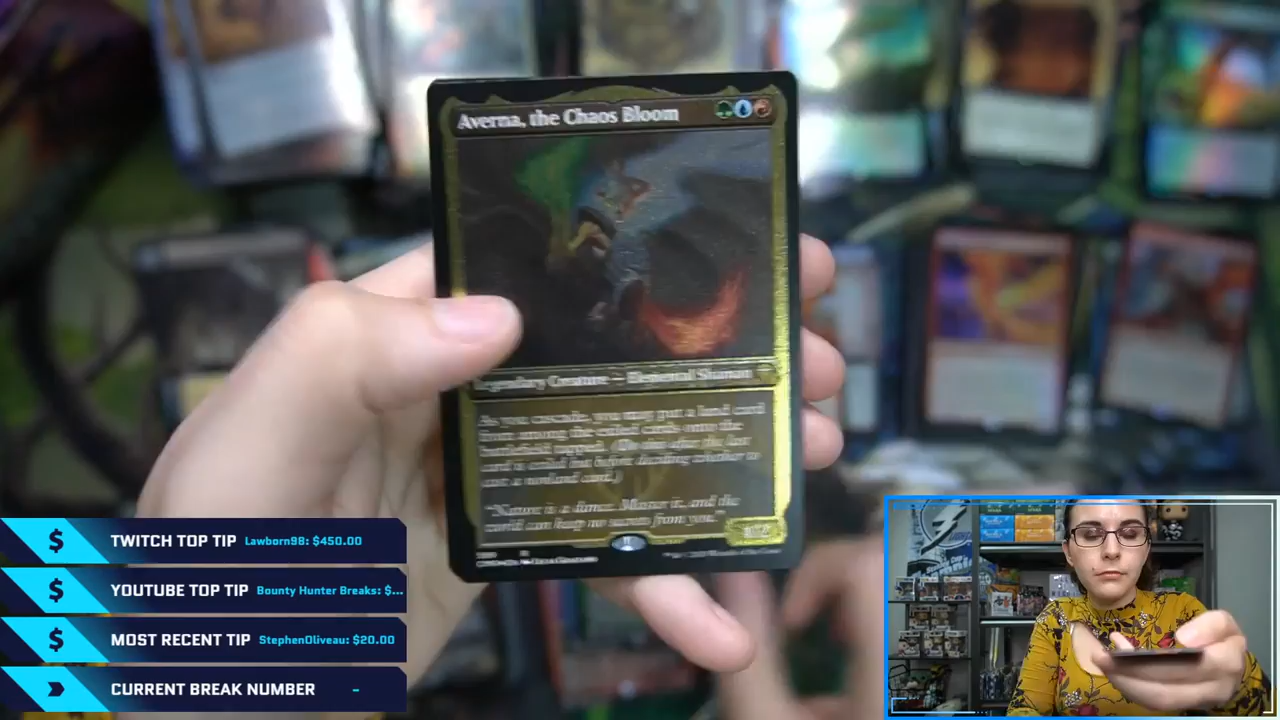 Averna, the Chaos Bloom
Legendary Creature – Elemental Shaman
As you cascade, you may put a land card
from among the exiled cards onto the
battlefield tapped. (Do this after the last
card is exiled but before deciding whether to
cast a nonland card.)
"Nature is a dance. Master it, and the
world can keep no secrets from you."
$ TWITCH TOP TIP Lawborn98: $450.00
$ YOUTUBE TOP TIP Bounty Hunter Breaks: $...
$ MOST RECENT TIP StephenOliveau: $20.00
CURRENT BREAK NUMBER -